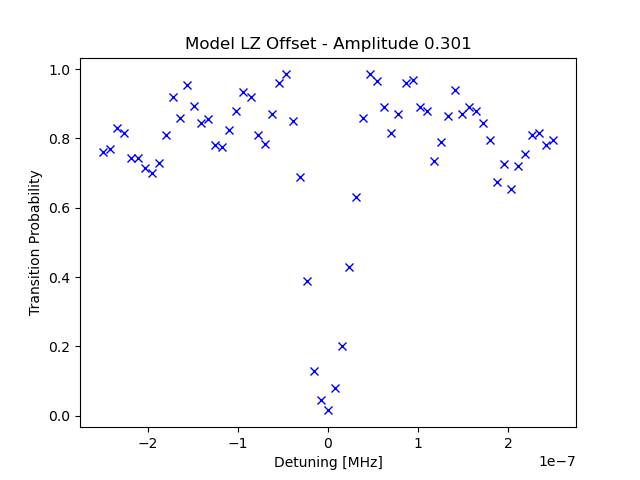 Model LZ Offset - Amplitude 0.301
Transition Probability
1.0
0.8
0.6
0.4
0.2
0.0
−2
−1
0
1
2
1e−7
Detuning [MHz]